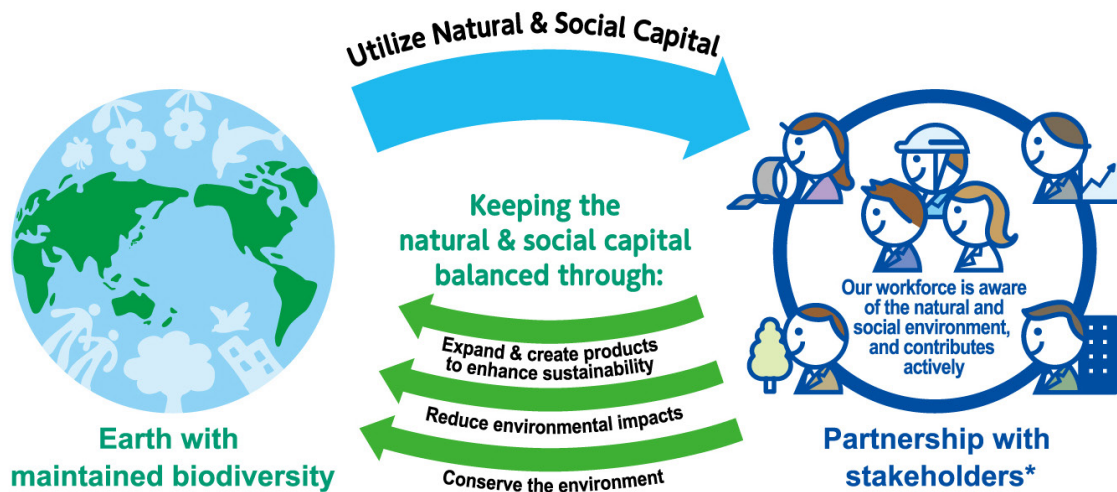 Utilize Natural & Social Capital
Keeping the
natural & social capital
balanced through:
Expand & create products
to enhance sustainability
Reduce environmental impacts
Conserve the environment
Earth with
maintained biodiversity
Our workforce is aware
of the natural and
social environment,
and contributes
actively
Partnership with
stakeholders*